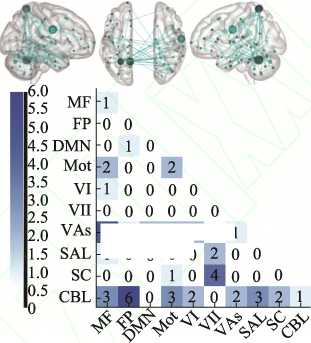 6.0
5.5
5.0
4.5
4.0
3.5
3.0
2.5
2.0
1.5
1.0
0.5
0.0
MF 1
FP 0 0
DMN 0 1 0
Mot 2 0 0 2
VI 1 0 0 0 0
VII 0 0 0 0 0 0
VAs
SAL 2 0 0
SC 1 0 4 0 0 0
CBL 3 6 0 3 2 0 2 3 2 1
MF FP DMN Mot VI VII VAs SAL SC CBL